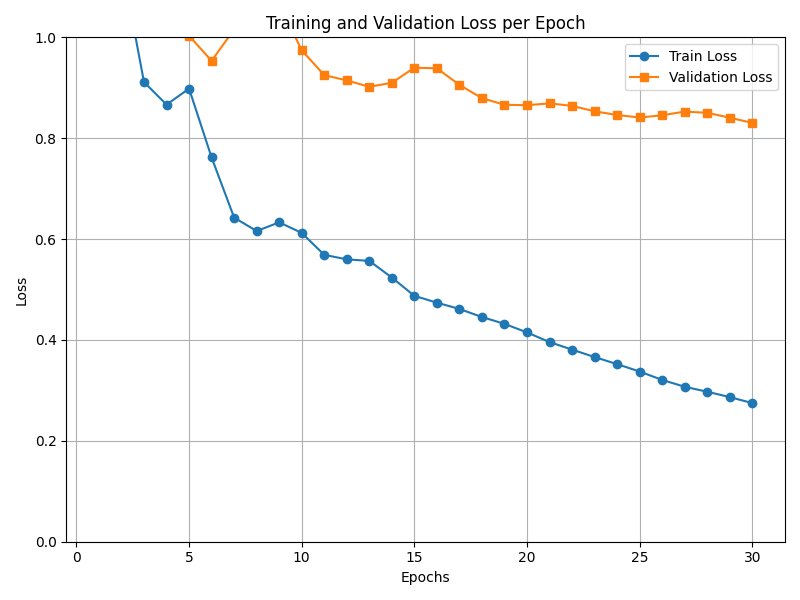 Training and Validation Loss per Epoch
Train Loss
Validation Loss
1.0
0.8
0.6
0.4
0.2
0.0
Loss
0 5 10 15 20 25 30
Epochs